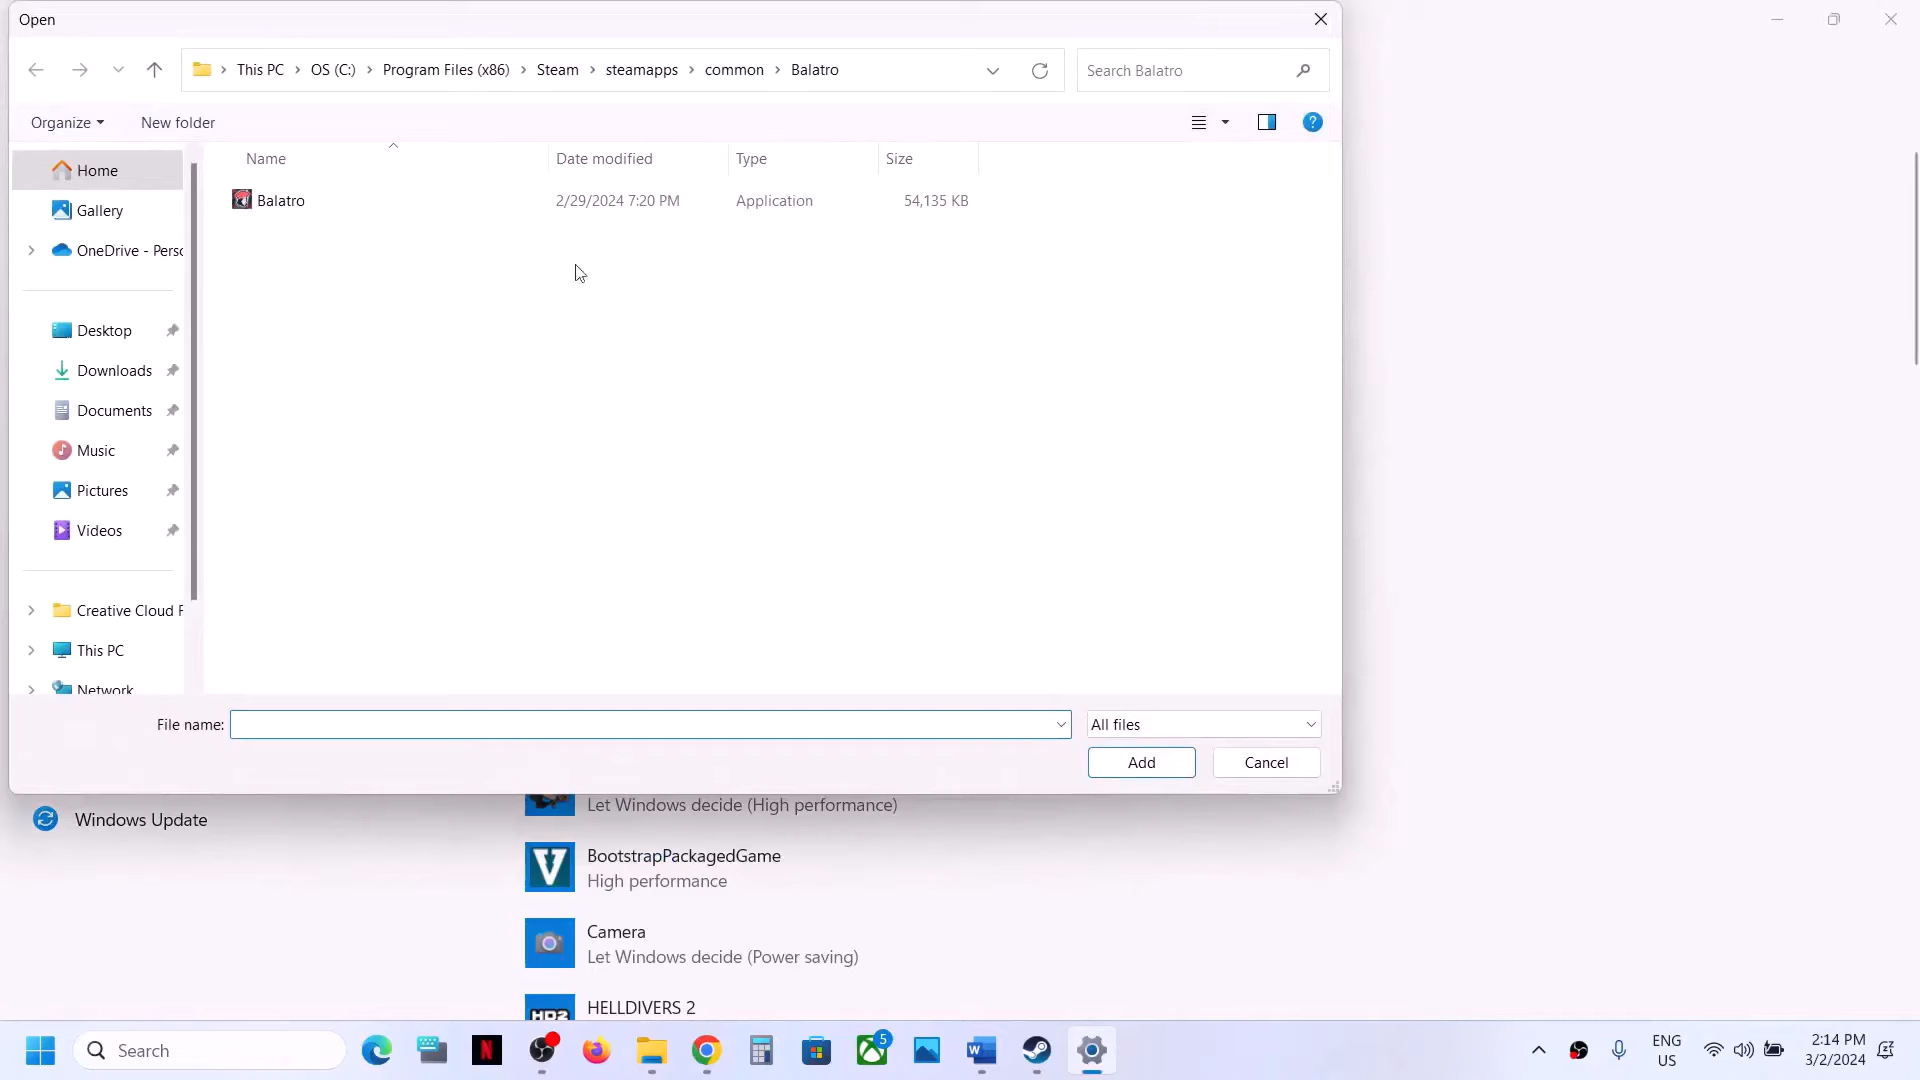 Open
This PC OS (C:) Program Files (x86) Steam steamapps common Balatro
Search Balatro
Organize New folder
?
Name Date modified Type Size
Balatro 2/29/2024 7:20 PM Application 54,135 KB
Home
Gallery
OneDrive - Perso
Desktop
Downloads
Documents
Music
Pictures
Videos
Creative Cloud F
This PC
Network
File name:
All files
Add Cancel
Windows Update
Let Windows decide (High performance)
BootstrapPackagedGame
High performance
Camera
Let Windows decide (Power saving)
HELLDIVERS 2
HD2
Search
N
5
W
ENG
US
2:14 PM
3/2/2024